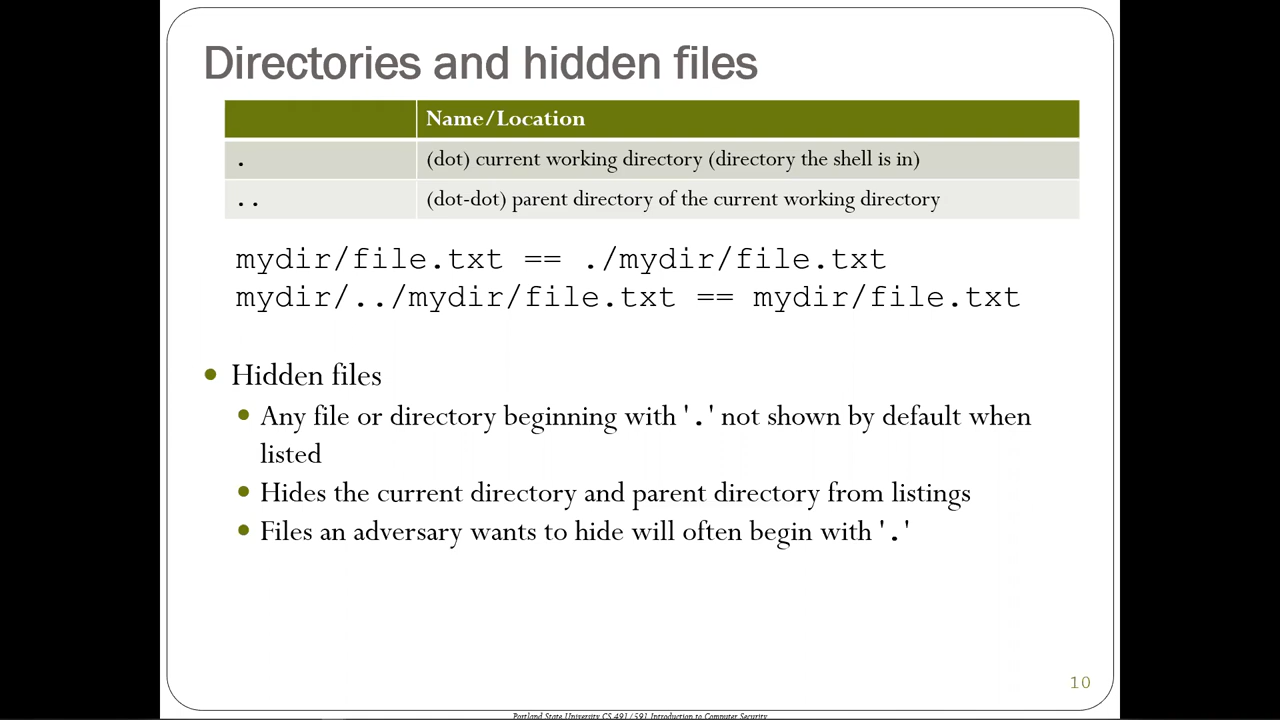 Directories and hidden files
Name/Location
. (dot) current working directory (directory the shell is in)
.. (dot-dot) parent directory of the current working directory
mydir/file.txt == ./mydir/file.txt
mydir/../mydir/file.txt == mydir/file.txt
Hidden files
Any file or directory beginning with '.' not shown by default when
listed
Hides the current directory and parent directory from listings
Files an adversary wants to hide will often begin with '.'
10
Portland State University CS 491/591 Introduction to Computer Security